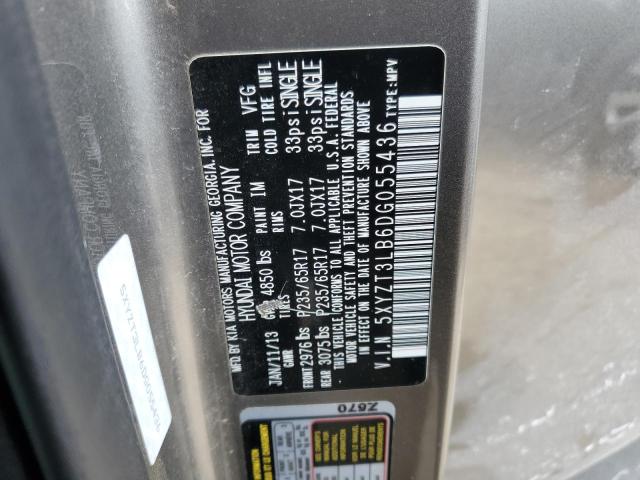 MFD.BY KIA MOTORS MANUFACTURING GEORGIA, INC. FOR
HYUNDAI MOTOR COMPANY
JAN/11/13 4850 lbs PAINT IM TRIM VFG
GAWR TIRES RIMS COLD TIRE INFL
FRONT 2976 lbs P235/65R17 7.0JX17 33psi SINGLE
REAR 3075 lbs P235/65R17 7.0JX17 33psi SINGLE
THIS VEHICLE CONFORMS TO ALL APPLICABLE U.S.A. FEDERAL
MOTOR VEHICLE SAFETY, BUMPER, AND THEFT PREVENTION STANDARDS
IN EFFECT ON THE DATE OF MANUFACTURE SHOWN ABOVE.
V.I.N 5XYZT3LB6DG055436 TYPE:MPV
Z670
5XYZT3LB6DG055436